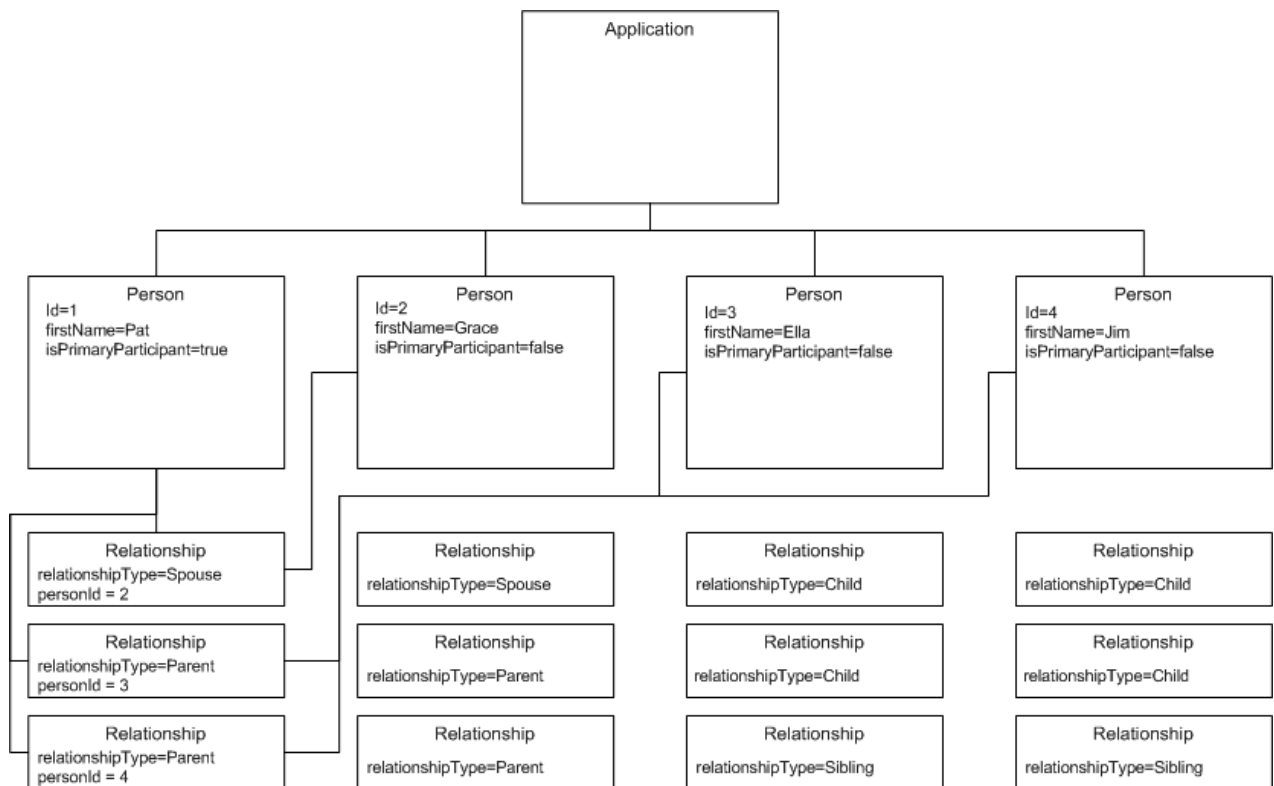 Application
Person
Id=1
firstName=Pat
isPrimaryParticipant=true
Person
Id=2
firstName=Grace
isPrimaryParticipant=false
Person
Id=3
firstName=Ella
isPrimaryParticipant=false
Person
Id=4
firstName=Jim
isPrimaryParticipant=false
Relationship
relationshipType=Spouse
personId = 2
Relationship
relationshipType=Spouse
Relationship
relationshipType=Child
Relationship
relationshipType=Child
Relationship
relationshipType=Parent
personId = 3
Relationship
relationshipType=Parent
Relationship
relationshipType=Child
Relationship
relationshipType=Child
Relationship
relationshipType=Parent
personId = 4
Relationship
relationshipType=Parent
Relationship
relationshipType=Sibling
Relationship
relationshipType=Sibling